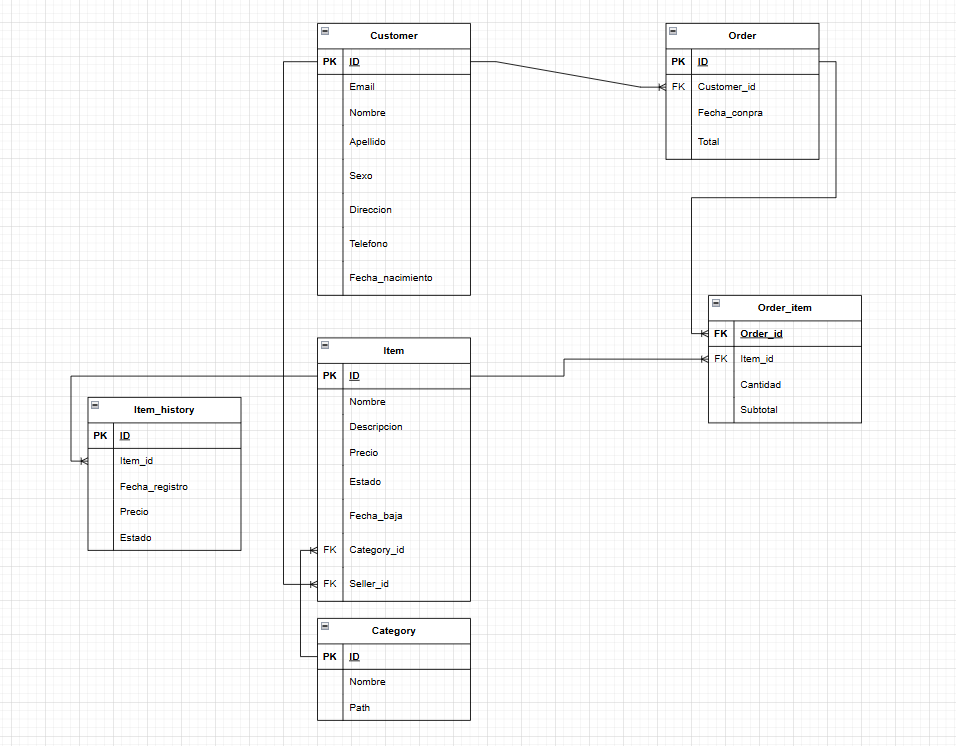 Customer
PK ID
Email
Nombre
Apellido
Sexo
Direccion
Telefono
Fecha_nacimiento
Order
PK ID
FK Customer_id
Fecha_conpra
Total
Order_item
FK Order_id
FK Item_id
Cantidad
Subtotal
Item
PK ID
Nombre
Descripcion
Precio
Estado
Fecha_baja
FK Category_id
FK Seller_id
Item_history
PK ID
Item_id
Fecha_registro
Precio
Estado
Category
PK ID
Nombre
Path